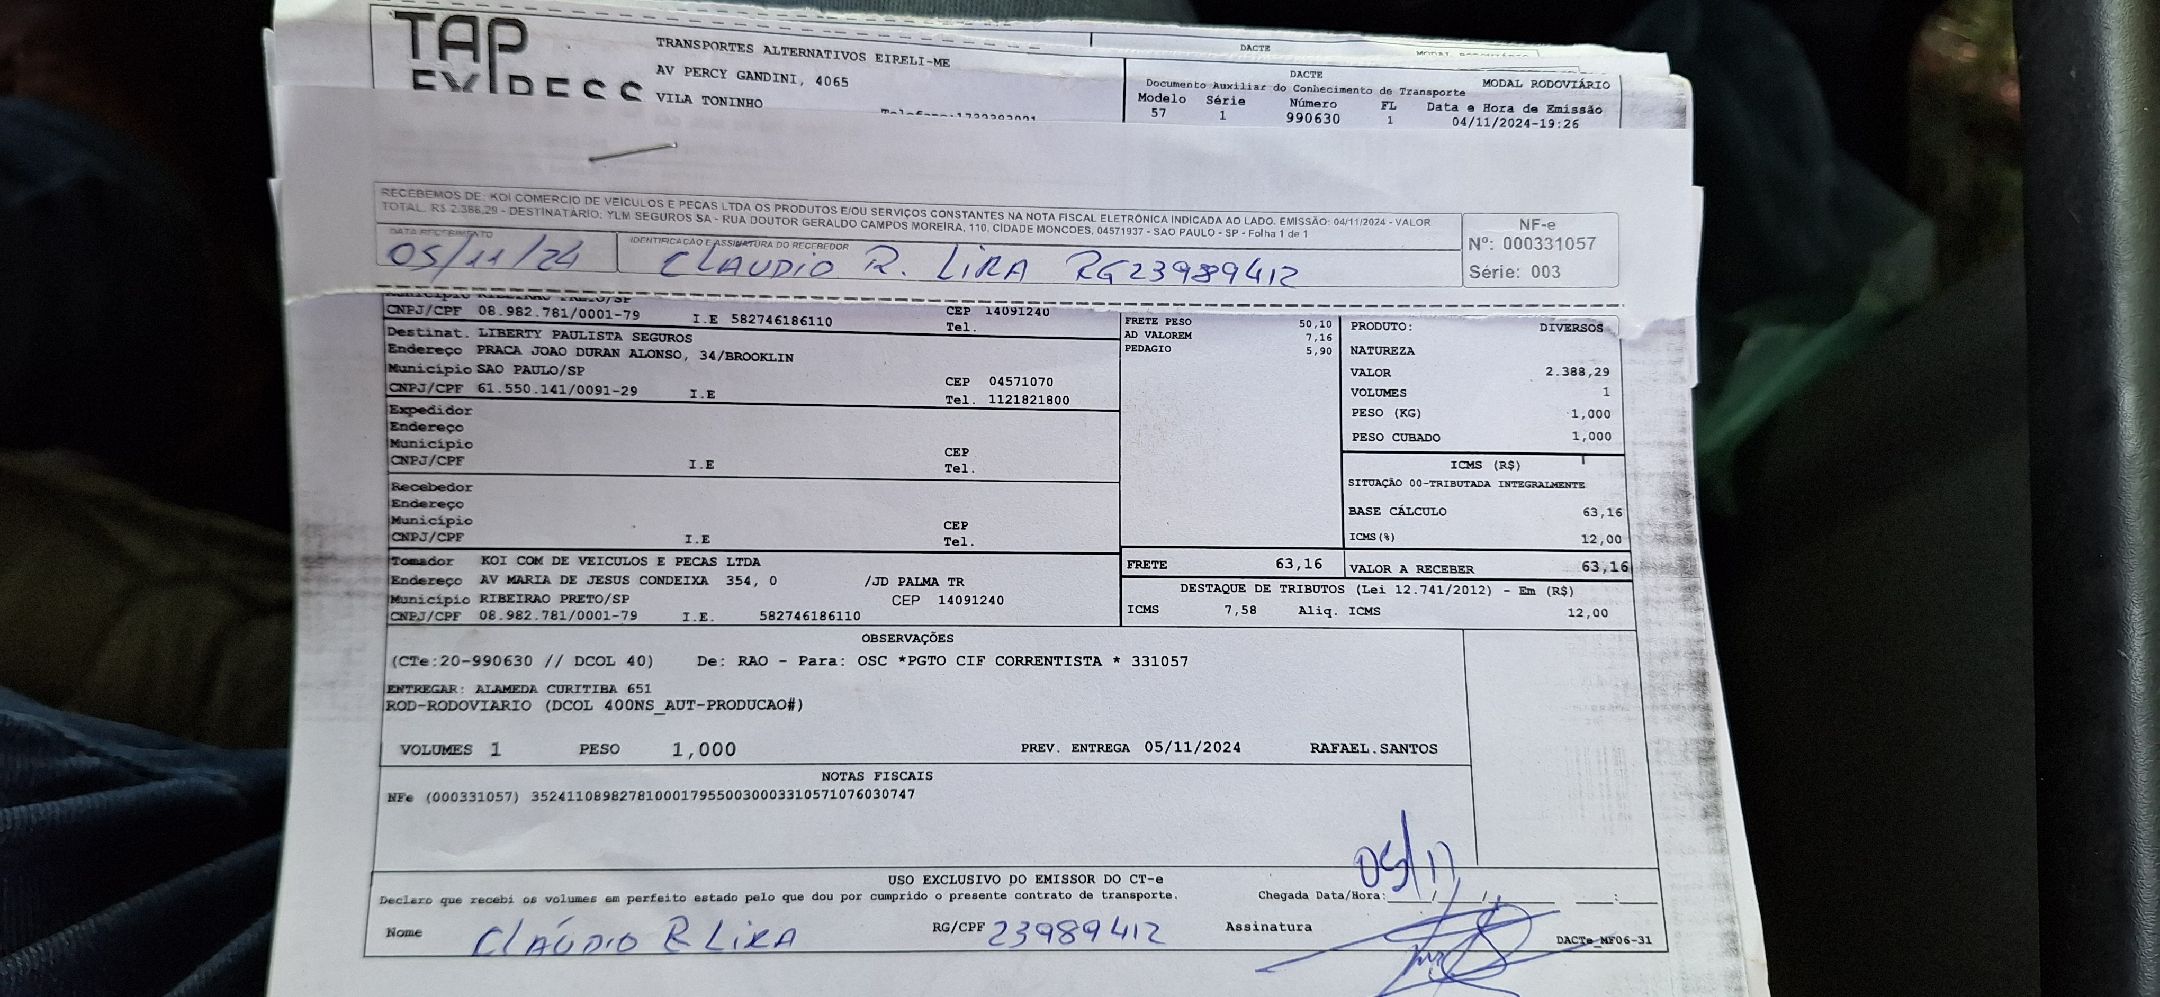 TAP
EXPRESS
TRANSPORTES ALTERNATIVOS EIRELI-ME
AV PERCY GANDINI, 4065
VILA TONINHO
DACTE
DACTE
MODAL RODOVIÁRIO
Documento Auxiliar do Conhecimento de Transporte
Modelo Série Número FL Data e Hora de Emissão
57 1 990630 1 04/11/2024-19:26
RECEBEMOS DE: KOI COMERCIO DE VEICULOS E PECAS LTDA OS PRODUTOS E/OU SERVIÇOS CONSTANTES NA NOTA FISCAL ELETRÔNICA INDICADA AO LADO. EMISSÃO: 04/11/2024 - VALOR
TOTAL: R$ 2.388,29 - DESTINATÁRIO: YLM SEGUROS SA - RUA DOUTOR GERALDO CAMPOS MOREIRA, 110, CIDADE MONCOES, 04571937 - SAO PAULO - SP - Folha 1 de 1
DATA RECEBIMENTO
05/11/24
IDENTIFICAÇÃO E ASSINATURA DO RECEBEDOR
CLAUDIO R. LIRA RG 23989412
NF-e
Nº: 000331057
Série: 003
Município RIBEIRAO PRETO/SP
CNPJ/CPF 08.982.781/0001-79 I.E 582746186110
CEP 14091240
Tel.
Destinat. LIBERTY PAULISTA SEGUROS
Endereço PRACA JOAO DURAN ALONSO, 34/BROOKLIN
Município SAO PAULO/SP
CEP 04571070
CNPJ/CPF 61.550.141/0091-29 I.E
Tel. 1121821800
Expedidor
Endereço
Município
CEP
CNPJ/CPF I.E Tel.
Recebedor
Endereço
Município
CEP
CNPJ/CPF I.E Tel.
Tomador KOI COM DE VEICULOS E PECAS LTDA
Endereço AV MARIA DE JESUS CONDEIXA 354, 0 /JD PALMA TR
Município RIBEIRAO PRETO/SP CEP 14091240
CNPJ/CPF 08.982.781/0001-79 I.E. 582746186110
FRETE PESO 50,10
AD VALOREM 7,16
PEDAGIO 5,90
PRODUTO: DIVERSOS
NATUREZA
VALOR 2.388,29
VOLUMES 1
PESO (KG) 1,000
PESO CUBADO 1,000
ICMS (R$)
SITUAÇÃO 00-TRIBUTADA INTEGRALMENTE
BASE CÁLCULO 63,16
ICMS(%) 12,00
FRETE 63,16
VALOR A RECEBER 63,16
DESTAQUE DE TRIBUTOS (Lei 12.741/2012) - Em (R$)
ICMS 7,58 Aliq. ICMS 12,00
OBSERVAÇÕES
(CTe:20-990630 // DCOL 40) De: RAO - Para: OSC *PGTO CIF CORRENTISTA * 331057
ENTREGAR: ALAMEDA CURITIBA 651
ROD-RODOVIARIO (DCOL 400NS_AUT-PRODUCAO#)
VOLUMES 1 PESO 1,000 PREV. ENTREGA 05/11/2024 RAFAEL.SANTOS
NOTAS FISCAIS
NFe (000331057) 35241108982781000179550030003310571076030747
USO EXCLUSIVO DO EMISSOR DO CT-e
Declaro que recebi os volumes em perfeito estado pelo que dou por cumprido o presente contrato de transporte.
Chegada Data/Hora: 05/11
Nome CLAÚDIO R LIRA RG/CPF 23989412 Assinatura
DACTe_MF06-31